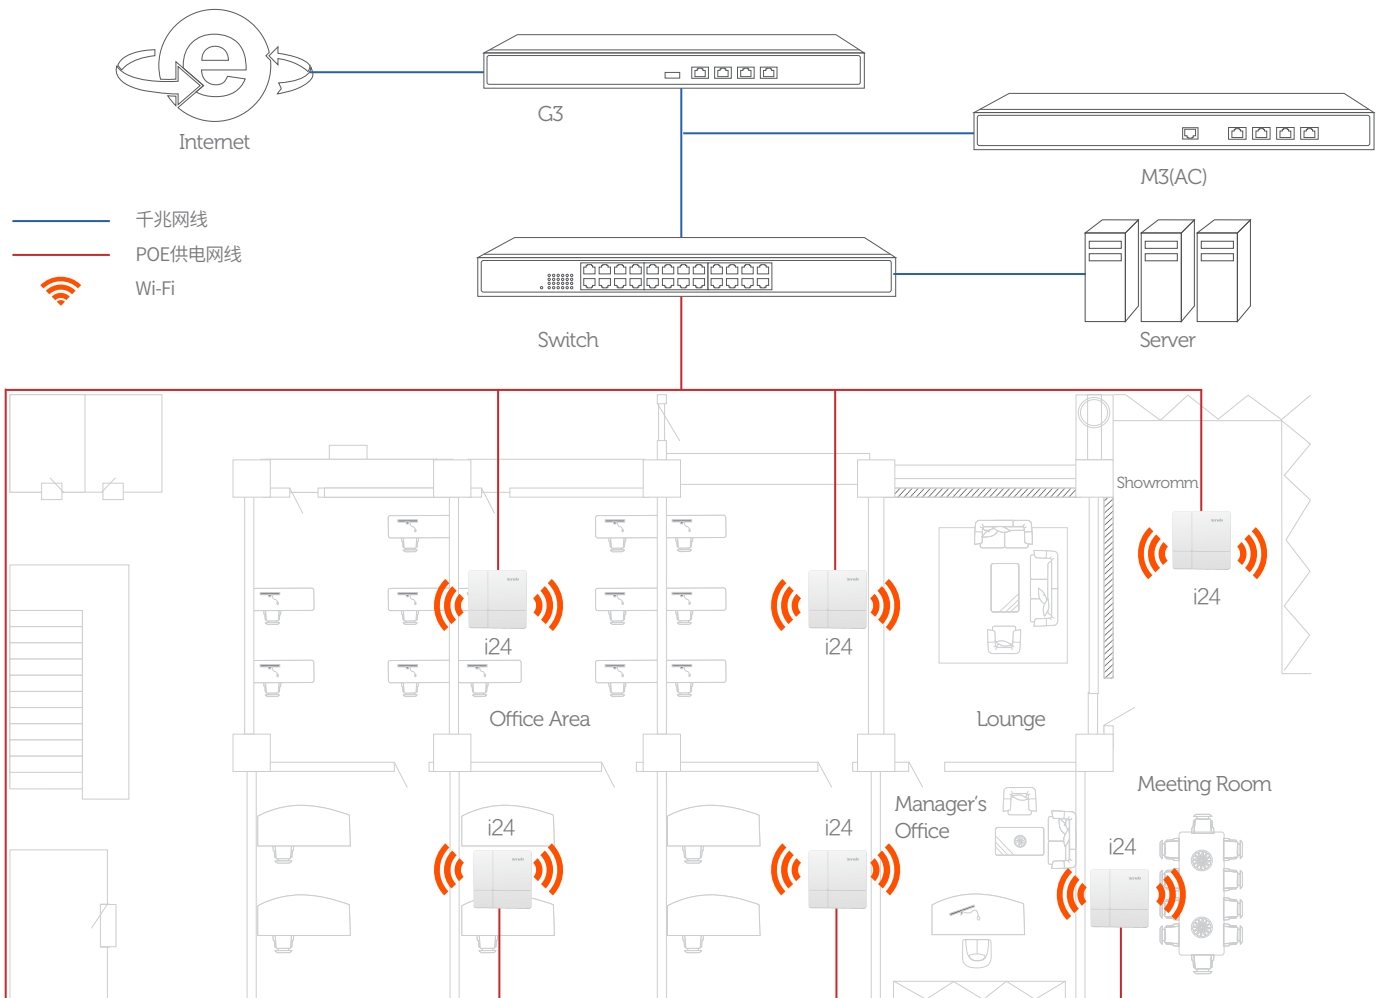 Internet
G3
M3(AC)
千兆网线
POE供电网线
Wi-Fi
Switch
Server
Showromm
i24
i24
i24
Office Area
Lounge
Meeting Room
Manager's
Office
i24
i24
i24